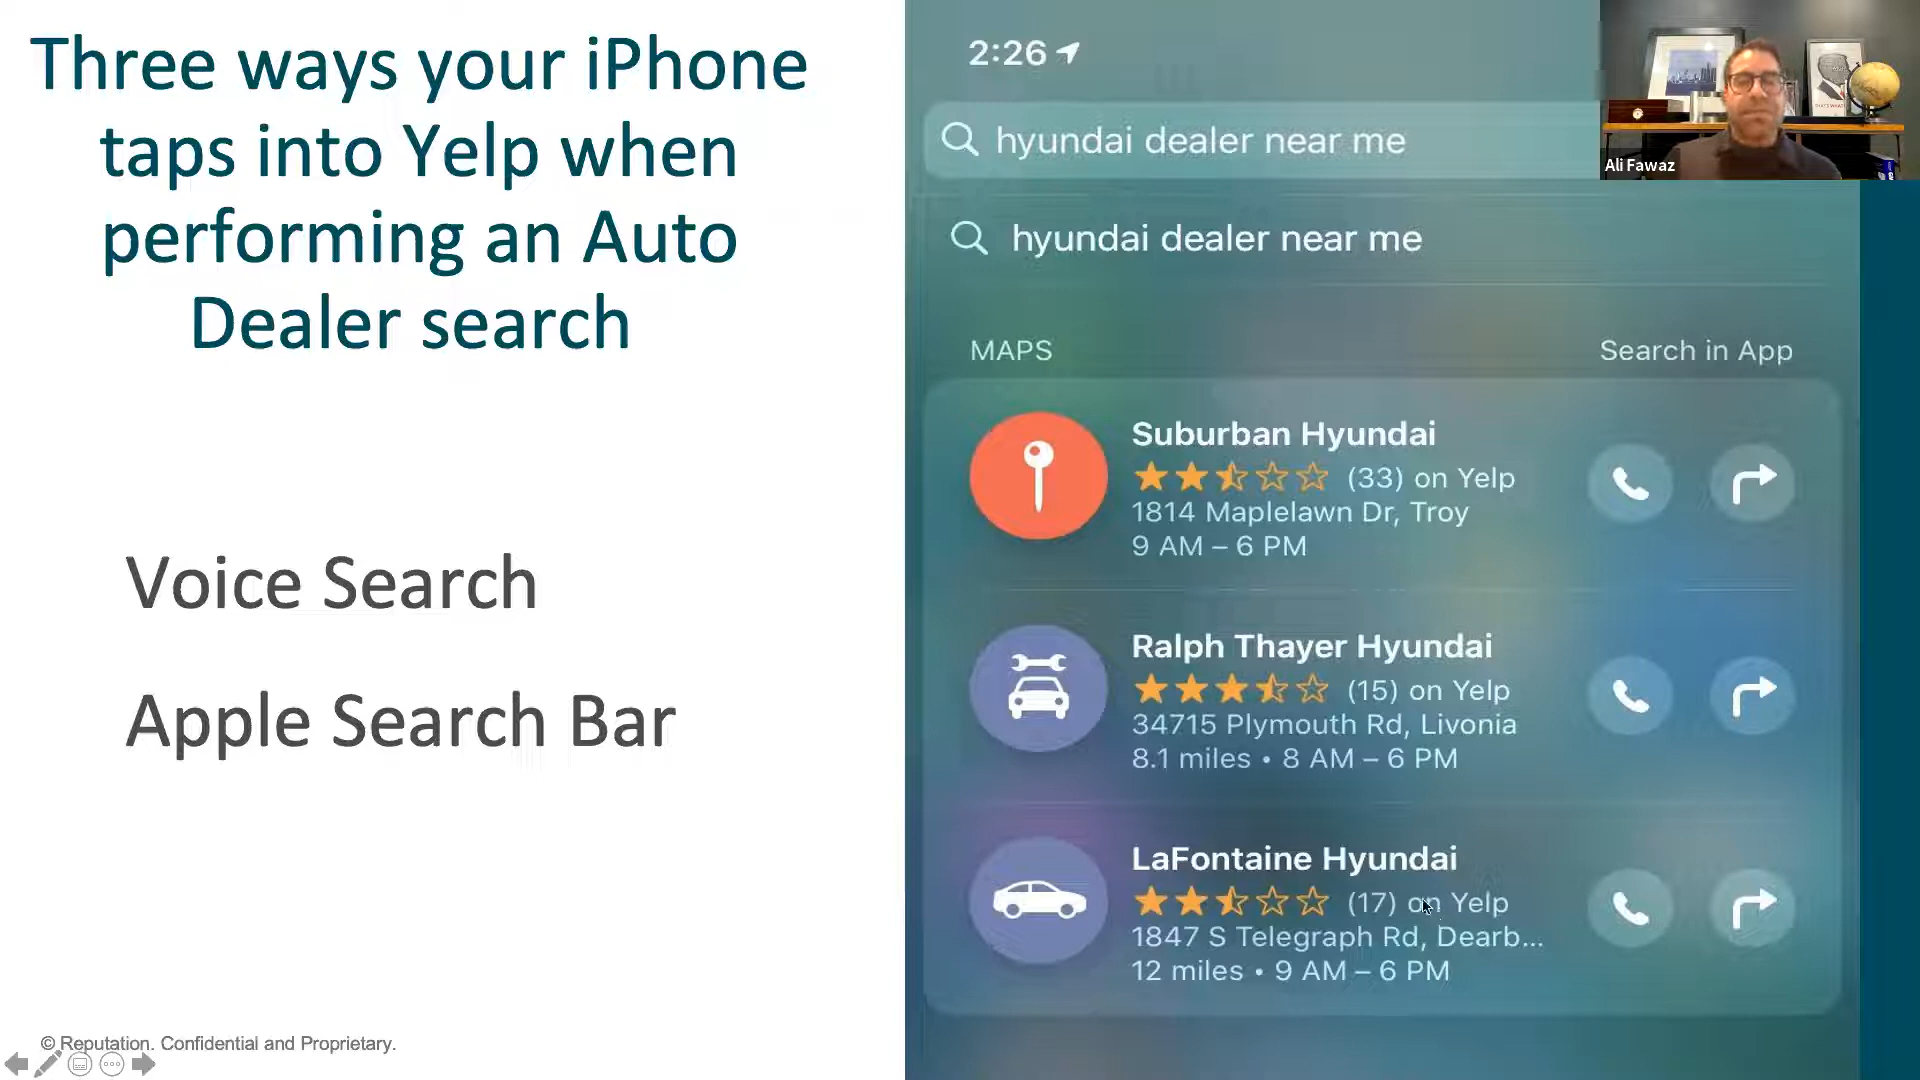 Three ways your iPhone
taps into Yelp when
performing an Auto
Dealer search
Voice Search
Apple Search Bar
© Reputation. Confidential and Proprietary.
2:26
hyundai dealer near me
hyundai dealer near me
MAPS
Search in App
Suburban Hyundai
(33) on Yelp
1814 Maplelawn Dr, Troy
9 AM – 6 PM
Ralph Thayer Hyundai
(15) on Yelp
34715 Plymouth Rd, Livonia
8.1 miles • 8 AM – 6 PM
LaFontaine Hyundai
(17) on Yelp
1847 S Telegraph Rd, Dearb...
12 miles • 9 AM – 6 PM
Ali Fawaz